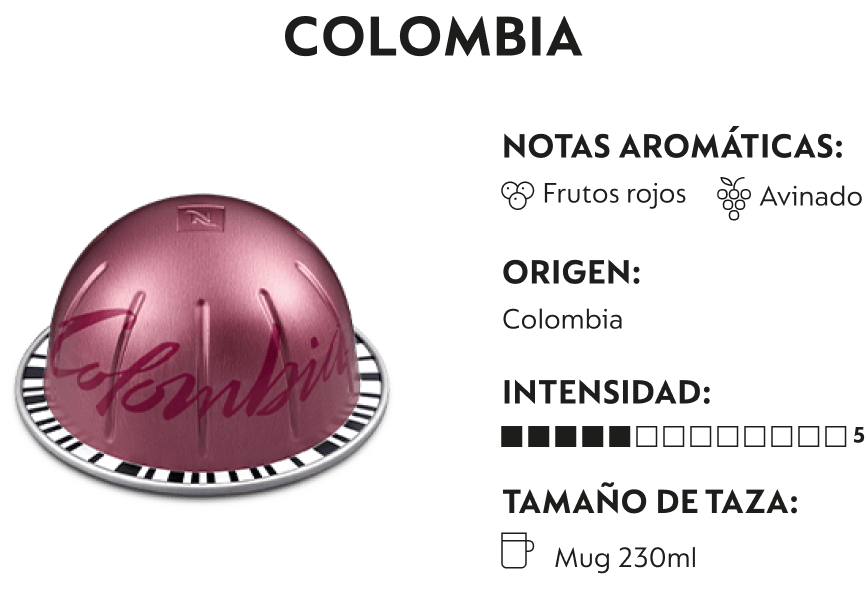 COLOMBIA
NOTAS AROMÁTICAS:
Frutos rojos Avinado
ORIGEN:
Colombia
INTENSIDAD:
5
TAMAÑO DE TAZA:
Mug 230ml
Colombia